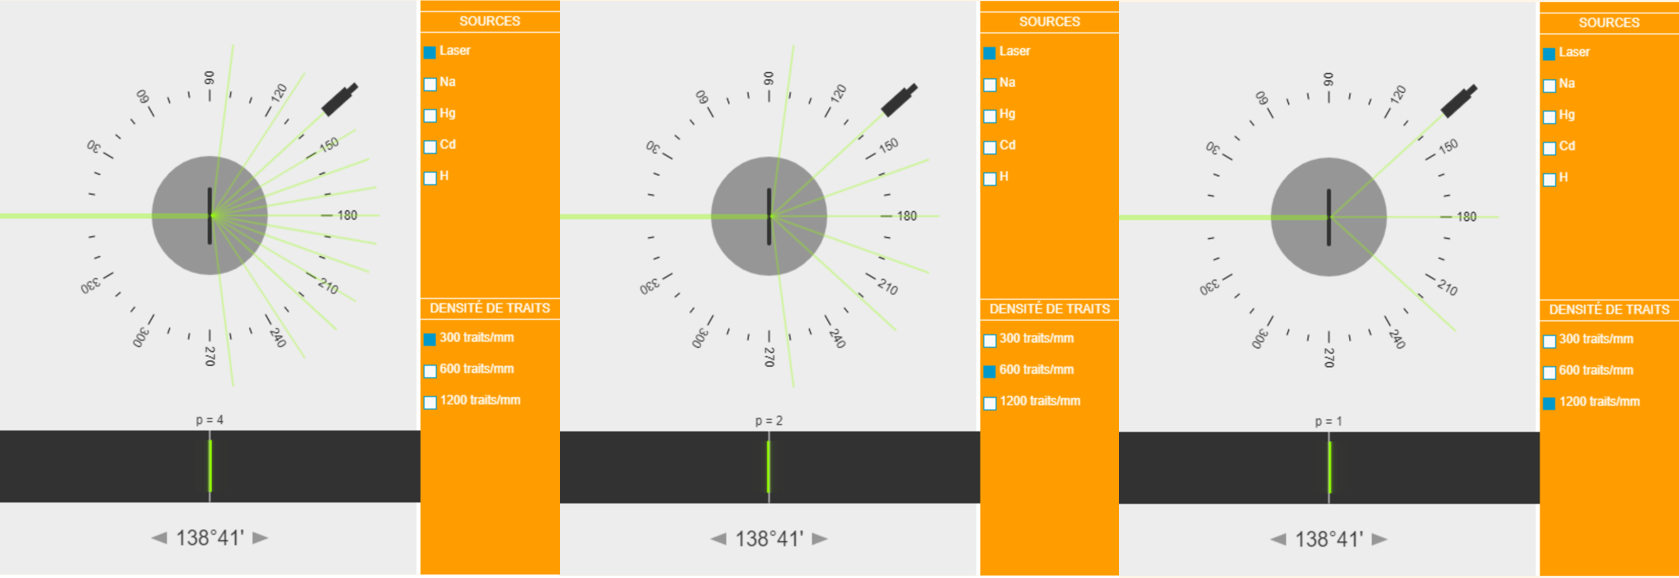 SOURCES
Laser
Na
Hg
Cd
H
DENSITÉ DE TRAITS
300 traits/mm
600 traits/mm
1200 traits/mm
30
60
90
120
150
180
210
240
270
300
330
p = 4
138°41'
SOURCES
Laser
Na
Hg
Cd
H
DENSITÉ DE TRAITS
300 traits/mm
600 traits/mm
1200 traits/mm
30
60
90
120
150
180
210
240
270
300
330
p = 2
138°41'
SOURCES
Laser
Na
Hg
Cd
H
DENSITÉ DE TRAITS
300 traits/mm
600 traits/mm
1200 traits/mm
30
60
90
120
150
180
210
240
270
300
330
p = 1
138°41'